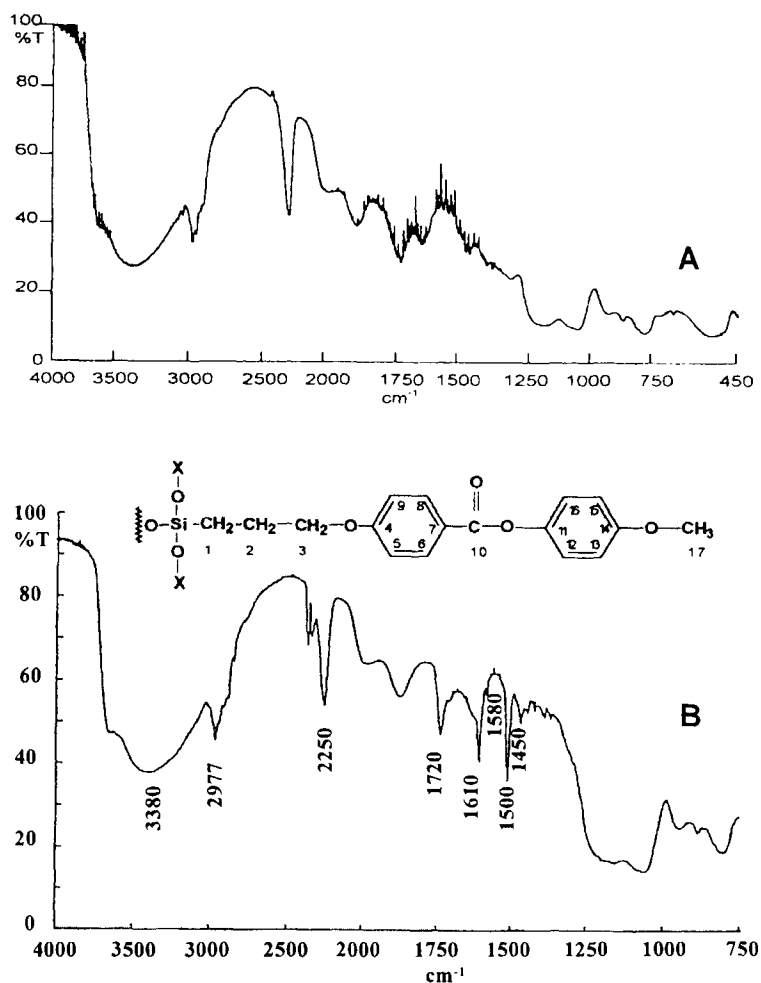 100
%T
80
60
40
20
0
A
4000 3500 3000 2500 2000 1750 1500 1250 1000 750 450
cm-1
X
O
O
O-Si-CH2-CH2-CH2-O
C-O
O-CH3
O
X
1 2 3 4 5 6 7 8 9 10 11 12 13 14 15 16 17
100
%T
80
60
40
20
0
3380
2977
2250
1720
1610
1580
1500
1450
B
4000 3500 3000 2500 2000 1750 1500 1000 750
cm-1